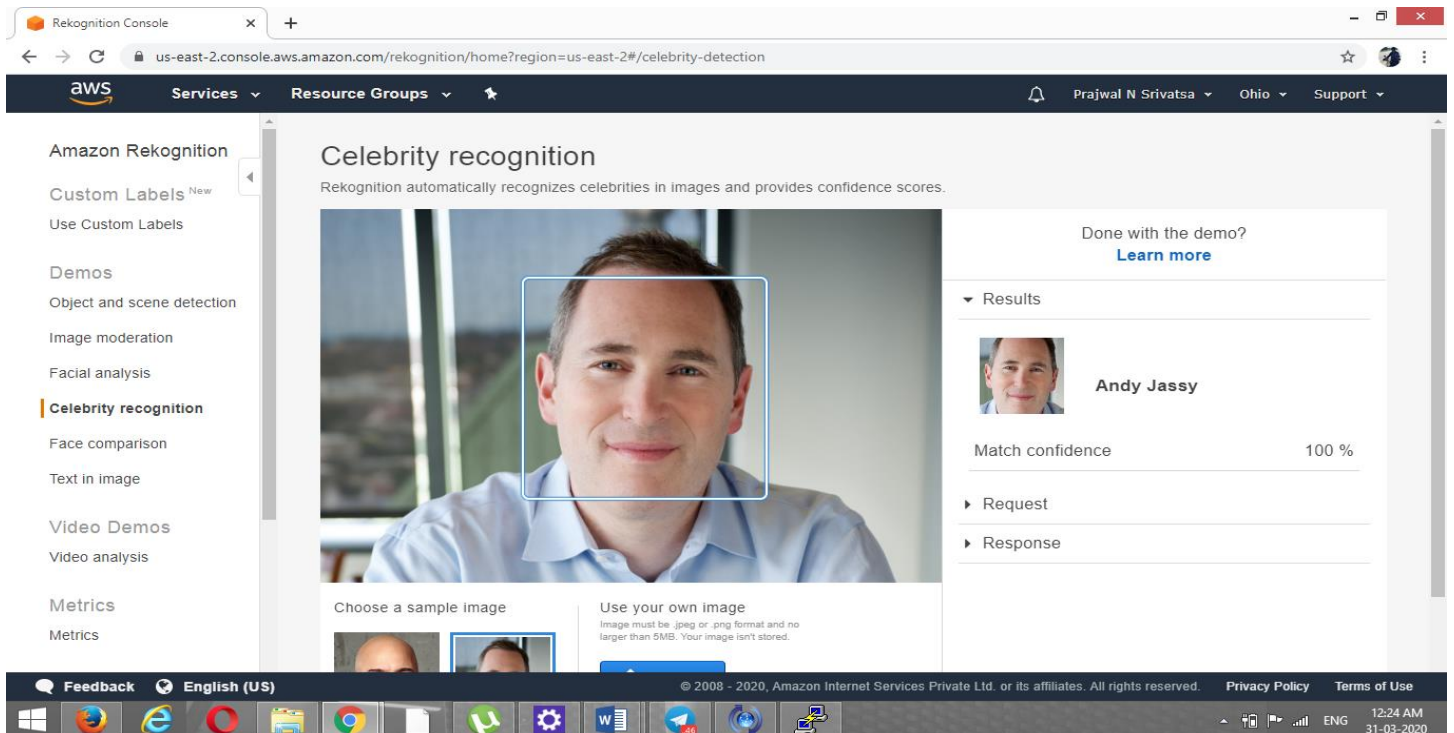 Rekognition Console
us-east-2.console.aws.amazon.com/rekognition/home?region=us-east-2#/celebrity-detection
aws Services Resource Groups Prajwal N Srivatsa Ohio Support
Amazon Rekognition
Custom Labels New
Use Custom Labels
Demos
Object and scene detection
Image moderation
Facial analysis
Celebrity recognition
Face comparison
Text in image
Video Demos
Video analysis
Metrics
Metrics
Celebrity recognition
Rekognition automatically recognizes celebrities in images and provides confidence scores.
Choose a sample image
Use your own image
Image must be .jpeg or .png format and no
larger than 5MB. Your image isn't stored.
Done with the demo?
Learn more
Results
Andy Jassy
Match confidence 100 %
Request
Response
Feedback English (US) © 2008 - 2020, Amazon Internet Services Private Ltd. or its affiliates. All rights reserved. Privacy Policy Terms of Use
ENG 12:24 AM
31-03-2020